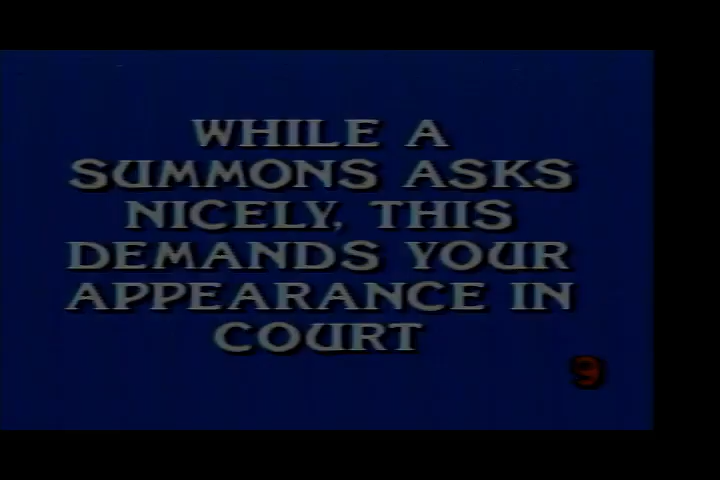 WHILE A
SUMMONS ASKS
NICELY, THIS
DEMANDS YOUR
APPEARANCE IN
COURT
9